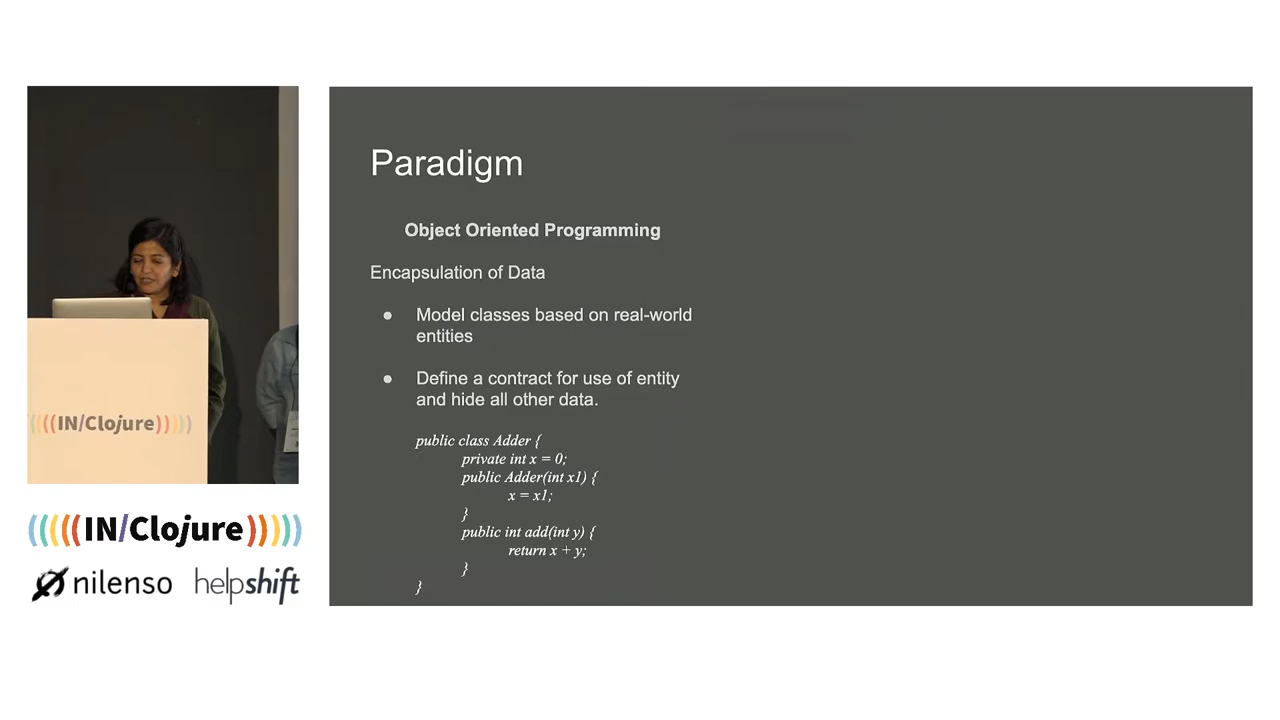 Paradigm
Object Oriented Programming
Encapsulation of Data
● Model classes based on real-world
entities
● Define a contract for use of entity
and hide all other data.
public class Adder {
private int x = 0;
public Adder(int x1) {
x = x1;
}
public int add(int y) {
return x + y;
}
}
((((IN/Clojure)))))
(((((IN/Clojure)))))
nilenso helpshift